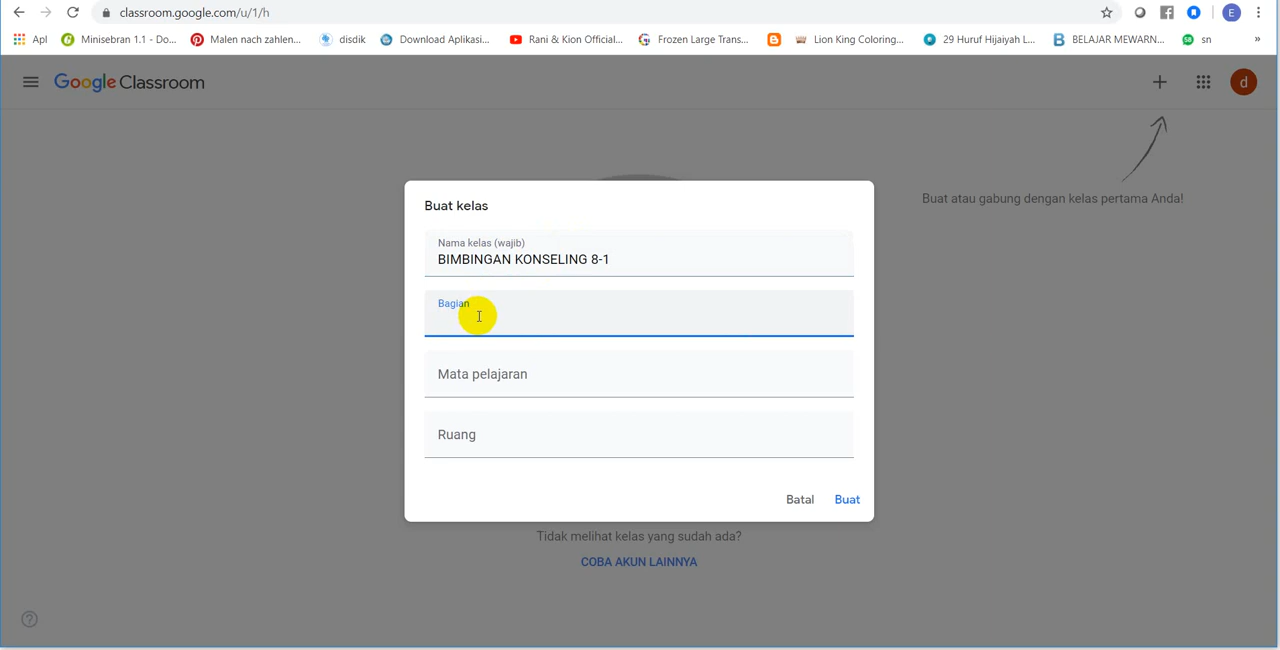 classroom.google.com/u/1/h
E
Apl
Minisebran 1.1 - Do...
Malen nach zahlen...
disdik
Download Aplikasi...
Rani & Kion Official...
Frozen Large Trans...
Lion King Coloring...
29 Huruf Hijaiyah L...
BELAJAR MEWARN...
sn
»
Google Classroom
d
Buat atau gabung dengan kelas pertama Anda!
Buat kelas
Nama kelas (wajib)
BIMBINGAN KONSELING 8-1
Bagian
Mata pelajaran
Ruang
Batal
Buat
Tidak melihat kelas yang sudah ada?
COBA AKUN LAINNYA